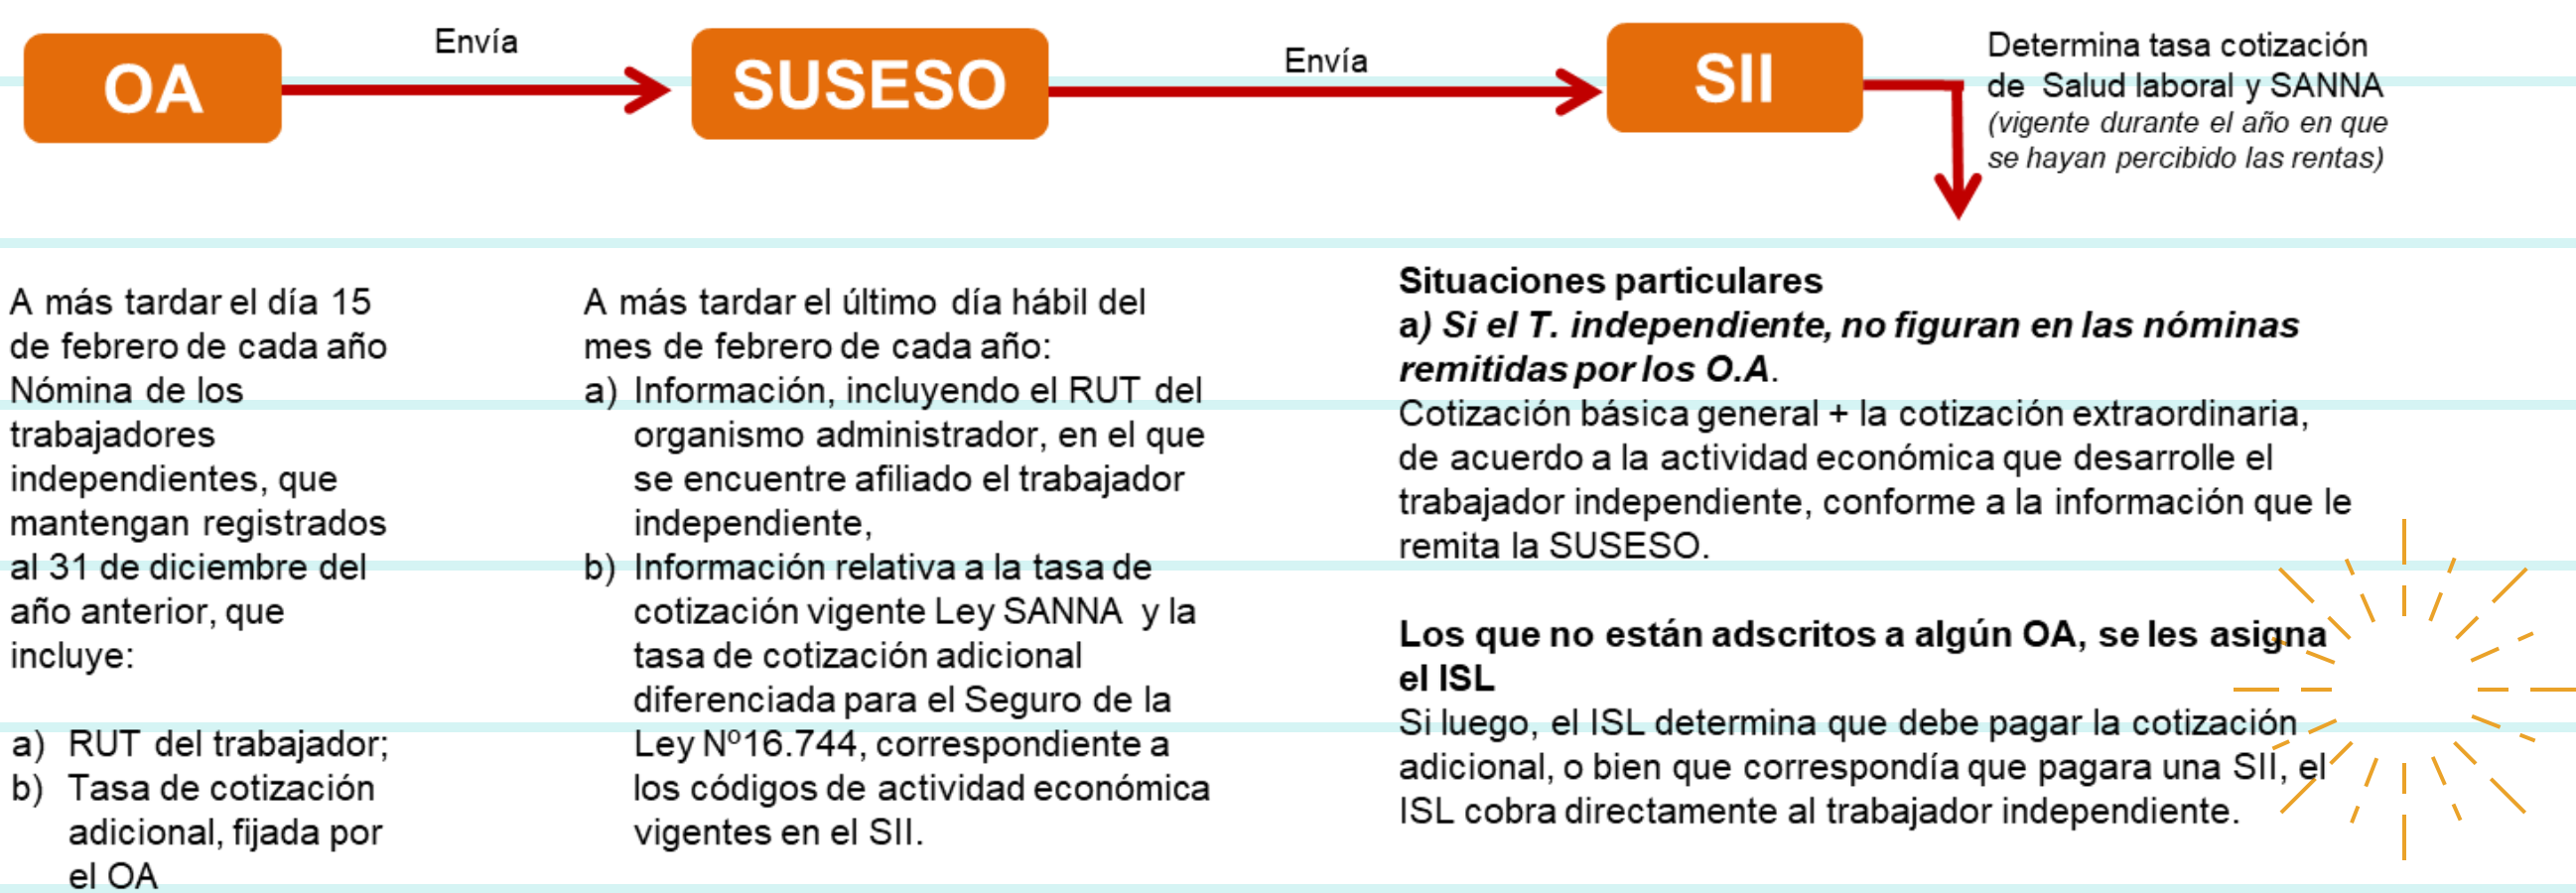 OA
Envía
SUSESO
Envía
SII
Determina tasa cotización
de Salud laboral y SANNA
(vigente durante el año en que
se hayan percibido las rentas)
A más tardar el día 15
de febrero de cada año
Nómina de los
trabajadores
independientes, que
mantengan registrados
al 31 de diciembre del
año anterior, que
incluye:
a) RUT del trabajador;
b) Tasa de cotización
adicional, fijada por
el OA
A más tardar el último día hábil del
mes de febrero de cada año:
a) Información, incluyendo el RUT del
organismo administrador, en el que
se encuentre afiliado el trabajador
independiente,
b) Información relativa a la tasa de
cotización vigente Ley SANNA y la
tasa de cotización adicional
diferenciada para el Seguro de la
Ley Nº16.744, correspondiente a
los códigos de actividad económica
vigentes en el SII.
Situaciones particulares
a) Si el T. independiente, no figuran en las nóminas
remitidas por los O.A.
Cotización básica general + la cotización extraordinaria,
de acuerdo a la actividad económica que desarrolle el
trabajador independiente, conforme a la información que le
remita la SUSESO.
Los que no están adscritos a algún OA, se les asigna
el ISL
Si luego, el ISL determina que debe pagar la cotización
adicional, o bien que correspondía que pagara una SII, el
ISL cobra directamente al trabajador independiente.